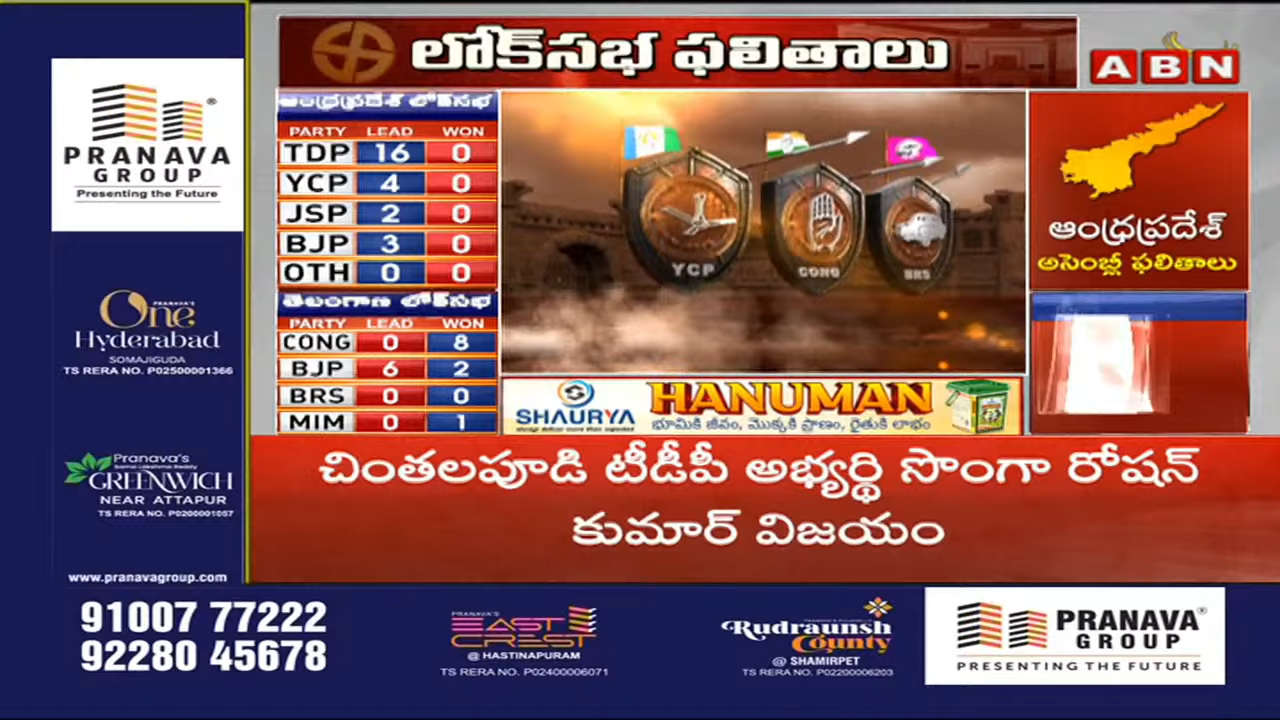 లోక్‌సభ ఫలితాలు
ABN
PRANAVA
GROUP
Presenting the Future
ఆంధ్రప్రదేశ్ లోక్‌సభ
PARTY LEAD WON
TDP 16 0
YCP 4 0
JSP 2 0
BJP 3 0
OTH 0 0
తెలంగాణ లోక్‌సభ
PARTY LEAD WON
CONG 0 8
BJP 6 2
BRS 0 0
MIM 0 1
YCP
CONG
BRS
ఆంధ్రప్రదేశ్
అసెంబ్లీ ఫలితాలు
SHAURYA
HANUMAN
భూమికి జీవం, మొక్కకి ప్రాణం, రైతుకి లాభం
చింతలపూడి టీడీపీ అభ్యర్థి సొంగా రోషన్
కుమార్ విజయం
PRANAVA'S
One
Hyderabad
SOMAJIGUDA
TS RERA NO. P02500001366
Pranava's
GREENWICH
NEAR ATTAPUR
TS RERA NO. P0200001057
www.pranavagroup.com
91007 77222
92280 45678
PRANAVA'S
EAST
CREST
@ HASTINAPURAM
TS RERA NO. P02400006071
Rudraunsh
County
@ SHAMIRPET
TS RERA NO. P02200006203
PRANAVA
GROUP
PRESENTING THE FUTURE